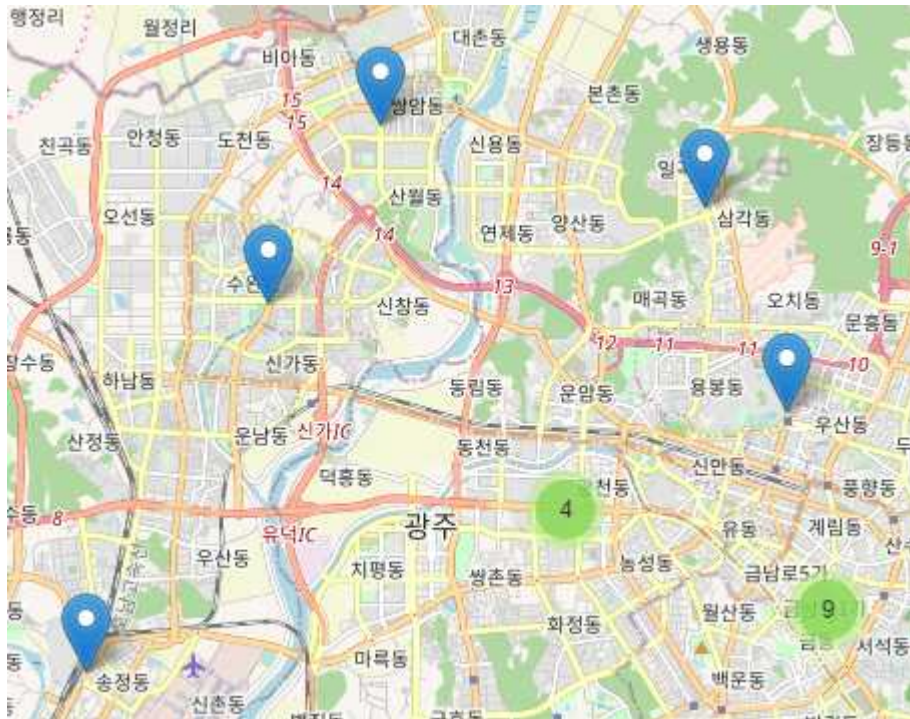 행정리
월정리
대촌동
생용동
비아동
15
15
쌍암동
본촌동
진곡동
안청동
도천동
신용동
장등동
14
산월동
오선동
14
연제동
양산동
삼각동
9-1
13
신창동
매곡동
오치동
문흥동
12
11
11
10
장수동
신가동
하남동
동림동
운암동
용봉동
산정동
운남동
신가IC
동천동
우산동
신안동
덕흥동
풍향동
8
광주
4
유덕IC
유동
계림동
우산동
치평동
쌍촌동
농성동
금남로5가
화정동
월산동
9
서석동
마륵동
송정동
신촌동
백운동